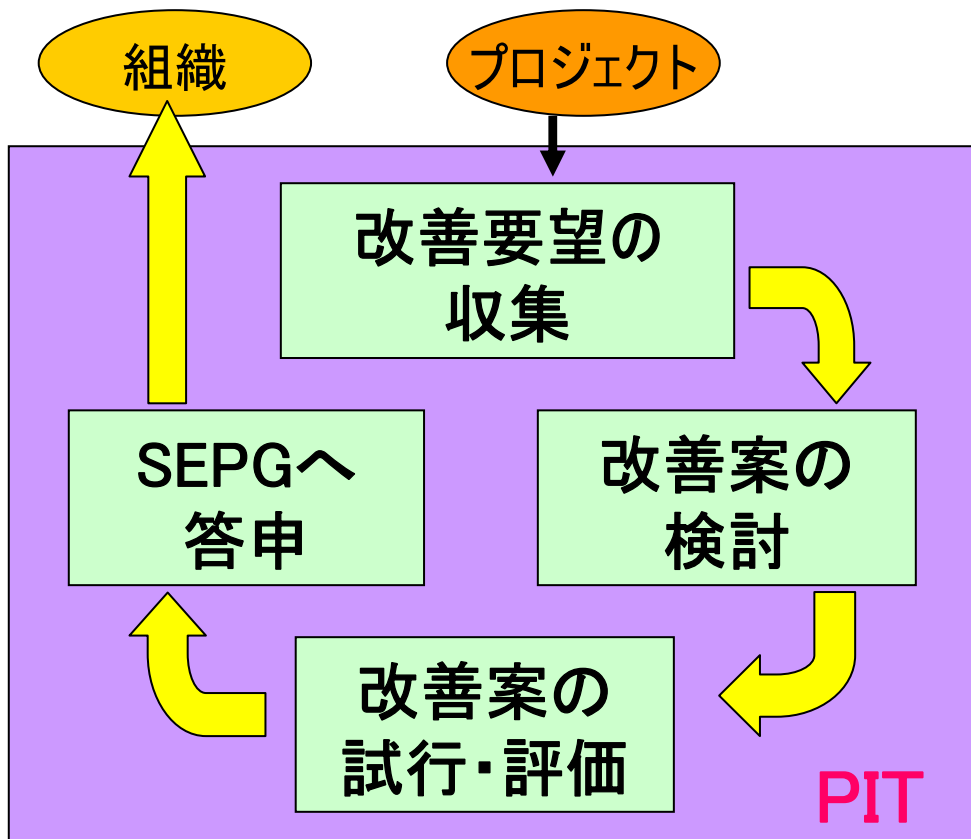 組織
プロジェクト
改善要望の
収集
SEPGへ
答申
改善案の
検討
改善案の
試行・評価
PIT